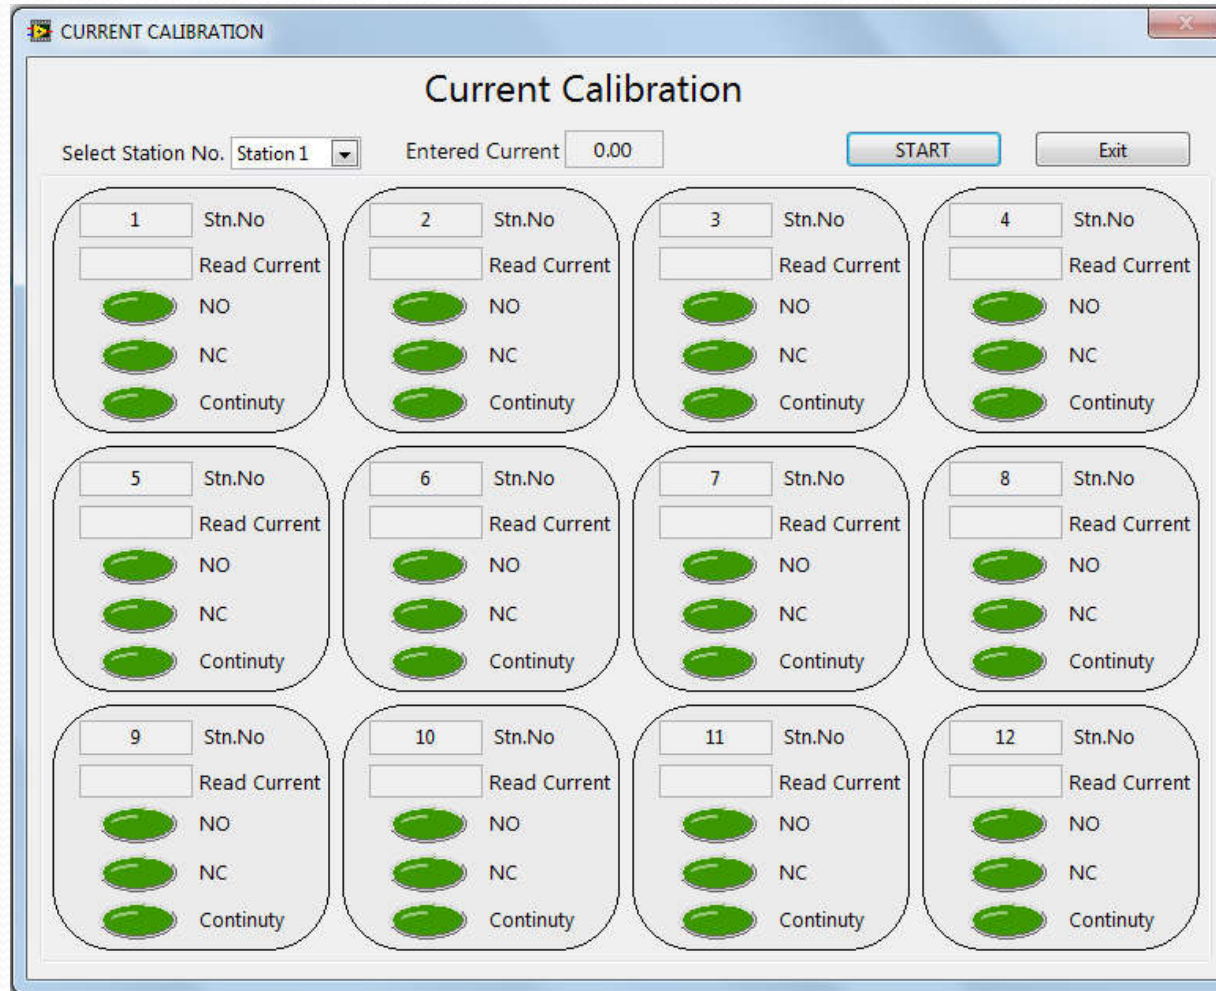 CURRENT CALIBRATION
Current Calibration
Select Station No. Station 1 Entered Current 0.00 START Exit
1 Stn.No 2 Stn.No 3 Stn.No 4 Stn.No
Read Current Read Current Read Current Read Current
NO NO NO NO
NC NC NC NC
Continuty Continuty Continuty Continuty
5 Stn.No 6 Stn.No 7 Stn.No 8 Stn.No
Read Current Read Current Read Current Read Current
NO NO NO NO
NC NC NC NC
Continuty Continuty Continuty Continuty
9 Stn.No 10 Stn.No 11 Stn.No 12 Stn.No
Read Current Read Current Read Current Read Current
NO NO NO NO
NC NC NC NC
Continuty Continuty Continuty Continuty